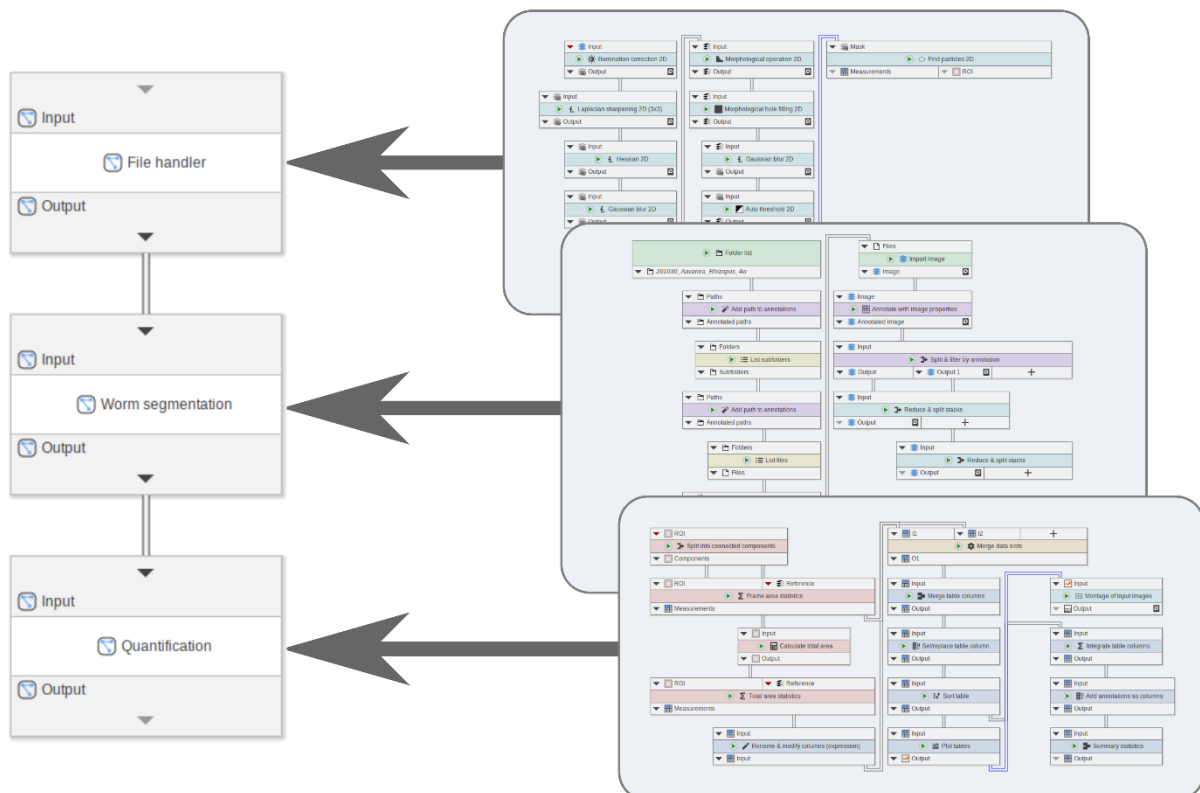 Input
File handler
Output
Input
Worm segmentation
Output
Input
Quantification
Output
Input
Illumination correction 2D
Output
Input
Laplacian sharpening 2D (3x3)
Output
Input
Hessian 2D
Output
Input
Gaussian blur 2D
Output
Input
Morphological operation 2D
Output
Input
Morphological hole filling 2D
Output
Input
Gaussian blur 2D
Output
Input
Auto threshold 2D
Output
Mask
Find particles 2D
Measurements ROI
Folder list
Paths
Add path to annotations
Annotated paths
Folders
List subfolders
Subfolders
Paths
Add path to annotations
Annotated paths
Folders
List files
Files
Files
Import image
Image
Image
Annotate with image properties
Annotated image
Input
Split & filter by annotation
Output Output 1 +
Input
Reduce & split stacks
Output +
Input
Reduce & split stacks
Output +
ROI
Split into connected components
Components
ROI Reference
Frame area statistics
Measurements
Input
Calculate total area
Output
ROI Reference
Total area statistics
Measurements
Input
Rename & modify columns (expression)
Input
I1 I2 +
Merge data slots
O1
Input
Merge table columns
Output
Input
Set/replace table column
Output
Input
Sort table
Output
Input
Plot tables
Output
Input
Montage of input images
Output
Input
Integrate table columns
Output
Input
Add annotations as columns
Output
Input
Summary statistics
Output